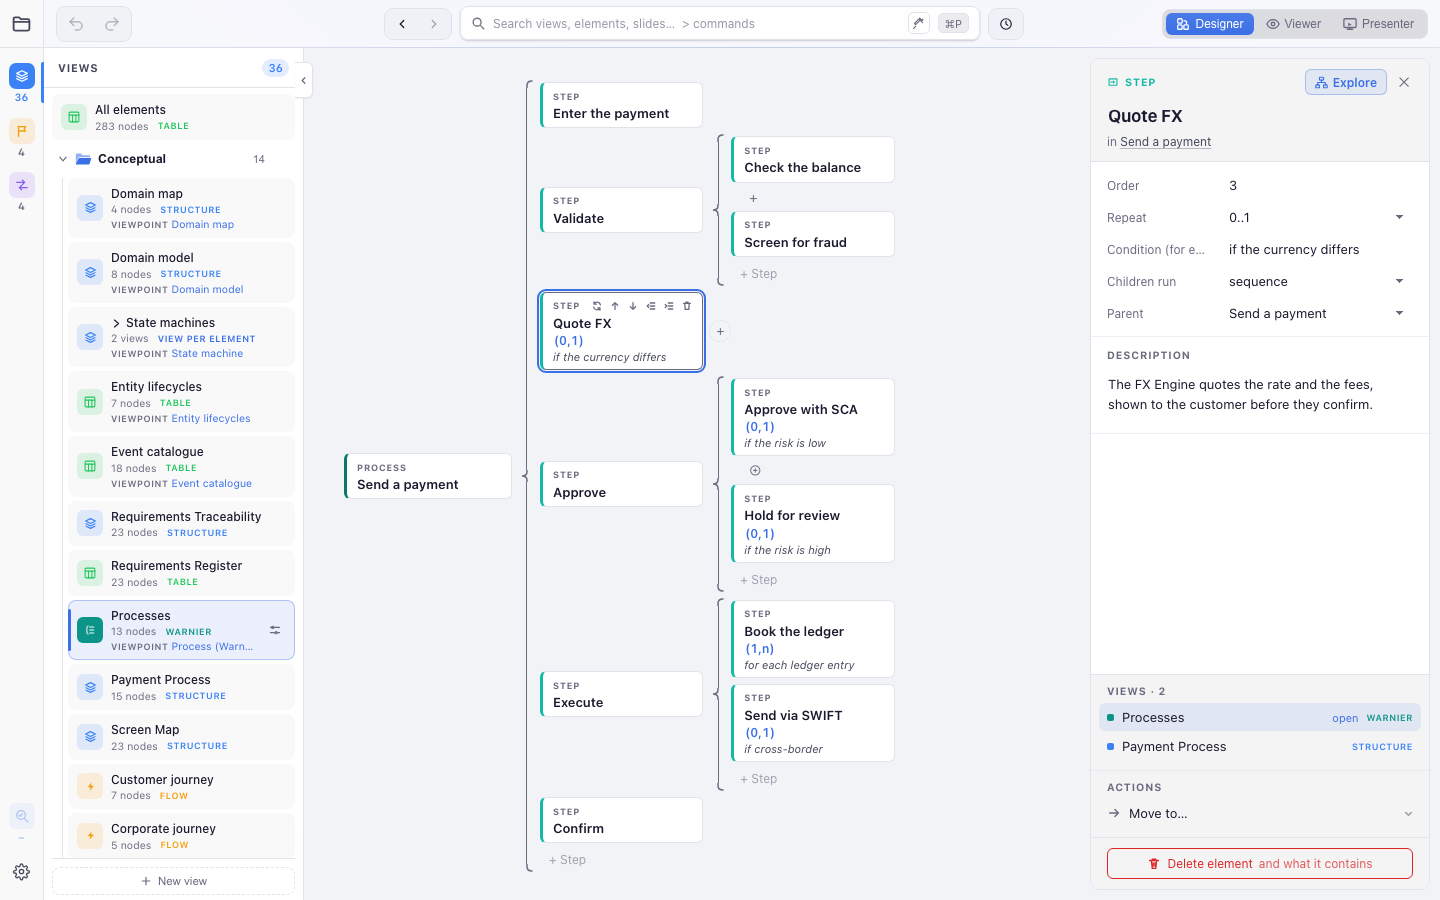 Search views, elements, slides... > commands
⌘P
Designer
Viewer
Presenter
36
4
4
VIEWS
36
All elements
283 nodes TABLE
Conceptual
14
Domain map
4 nodes STRUCTURE
VIEWPOINT Domain map
Domain model
8 nodes STRUCTURE
VIEWPOINT Domain model
State machines
2 views VIEW PER ELEMENT
VIEWPOINT State machine
Entity lifecycles
7 nodes TABLE
VIEWPOINT Entity lifecycles
Event catalogue
18 nodes TABLE
VIEWPOINT Event catalogue
Requirements Traceability
23 nodes STRUCTURE
Requirements Register
23 nodes TABLE
Processes
13 nodes WARNIER
VIEWPOINT Process (Warn...
Payment Process
15 nodes STRUCTURE
Screen Map
23 nodes STRUCTURE
Customer journey
7 nodes FLOW
Corporate journey
5 nodes FLOW
+ New view
PROCESS
Send a payment
STEP
Enter the payment
STEP
Validate
STEP
Check the balance
+
STEP
Screen for fraud
+ Step
STEP
Quote FX
(0,1)
if the currency differs
+
STEP
Approve
STEP
Approve with SCA
(0,1)
if the risk is low
STEP
Hold for review
(0,1)
if the risk is high
+ Step
STEP
Execute
STEP
Book the ledger
(1,n)
for each ledger entry
STEP
Send via SWIFT
(0,1)
if cross-border
+ Step
STEP
Confirm
+ Step
STEP
Explore
Quote FX
in Send a payment
Order 3
Repeat 0..1
Condition (for e... if the currency differs
Children run sequence
Parent Send a payment
DESCRIPTION
The FX Engine quotes the rate and the fees,
shown to the customer before they confirm.
VIEWS · 2
Processes open WARNIER
Payment Process STRUCTURE
ACTIONS
Move to...
Delete element and what it contains